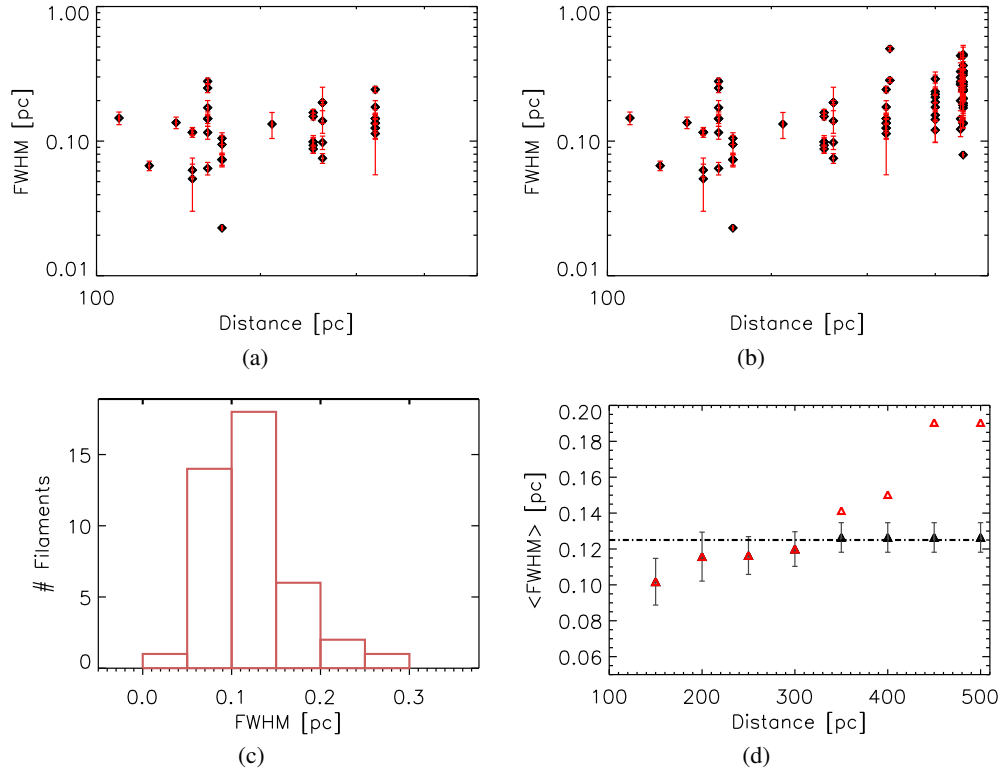 1.00
0.10
0.01
FWHM [pc]
100
Distance [pc]
(a)
1.00
0.10
0.01
FWHM [pc]
100
Distance [pc]
(b)
15
10
5
0
# Filaments
0.0 0.1 0.2 0.3
FWHM [pc]
(c)
0.20
0.18
0.16
0.14
0.12
0.10
0.08
0.06
<FWHM> [pc]
100 200 300 400 500
Distance [pc]
(d)